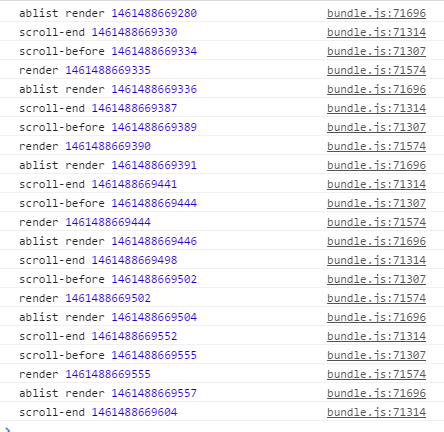 ablist render 1461488669280 bundle.js:71696
scroll-end 1461488669330 bundle.js:71314
scroll-before 1461488669334 bundle.js:71307
render 1461488669335 bundle.js:71574
ablist render 1461488669336 bundle.js:71696
scroll-end 1461488669387 bundle.js:71314
scroll-before 1461488669389 bundle.js:71307
render 1461488669390 bundle.js:71574
ablist render 1461488669391 bundle.js:71696
scroll-end 1461488669441 bundle.js:71314
scroll-before 1461488669444 bundle.js:71307
render 1461488669444 bundle.js:71574
ablist render 1461488669446 bundle.js:71696
scroll-end 1461488669498 bundle.js:71314
scroll-before 1461488669502 bundle.js:71307
render 1461488669502 bundle.js:71574
ablist render 1461488669504 bundle.js:71696
scroll-end 1461488669552 bundle.js:71314
scroll-before 1461488669555 bundle.js:71307
render 1461488669555 bundle.js:71574
ablist render 1461488669557 bundle.js:71696
scroll-end 1461488669604 bundle.js:71314